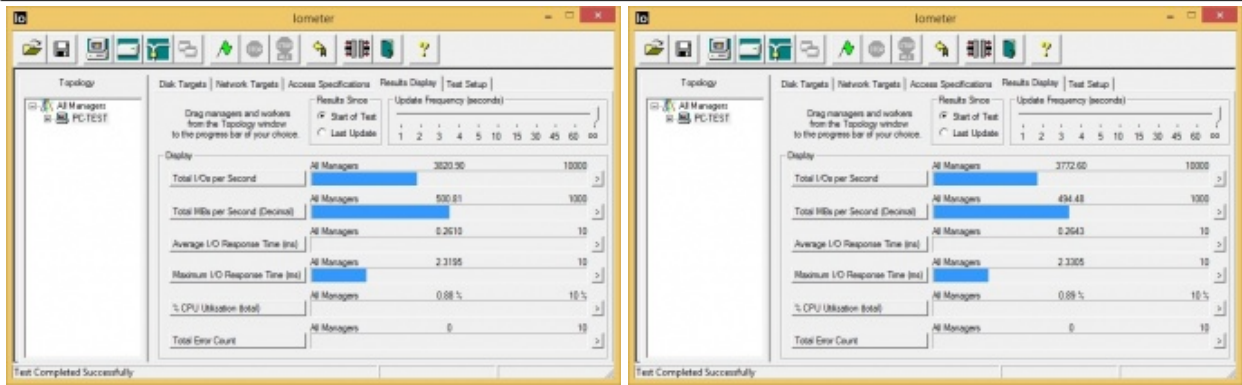 Iometer
Topology
All Managers
PC-TEST
Disk Targets
Network Targets
Access Specifications
Results Display
Test Setup
Drag managers and workers
from the Topology window
to the progress bar of your choice.
Results Since
Start of Test
Last Update
Update Frequency (seconds)
1 2 3 4 5 10 15 30 45 60 oo
Display
All Managers 3820.90 10000
Total I/Os per Second >
All Managers 500.81 1000
Total MBs per Second (Decimal) >
All Managers 0.2610 10
Average I/O Response Time (ms) >
All Managers 2.3195 10
Maximum I/O Response Time (ms) >
All Managers 0.88 % 10 %
% CPU Utilization (total) >
All Managers 0 10
Total Error Count >
Test Completed Successfully
Iometer
Topology
All Managers
PC-TEST
Disk Targets
Network Targets
Access Specifications
Results Display
Test Setup
Drag managers and workers
from the Topology window
to the progress bar of your choice.
Results Since
Start of Test
Last Update
Update Frequency (seconds)
1 2 3 4 5 10 15 30 45 60 oo
Display
All Managers 3772.60 10000
Total I/Os per Second >
All Managers 494.48 1000
Total MBs per Second (Decimal) >
All Managers 0.2643 10
Average I/O Response Time (ms) >
All Managers 2.3305 10
Maximum I/O Response Time (ms) >
All Managers 0.89 % 10 %
% CPU Utilization (total) >
All Managers 0 10
Total Error Count >
Test Completed Successfully